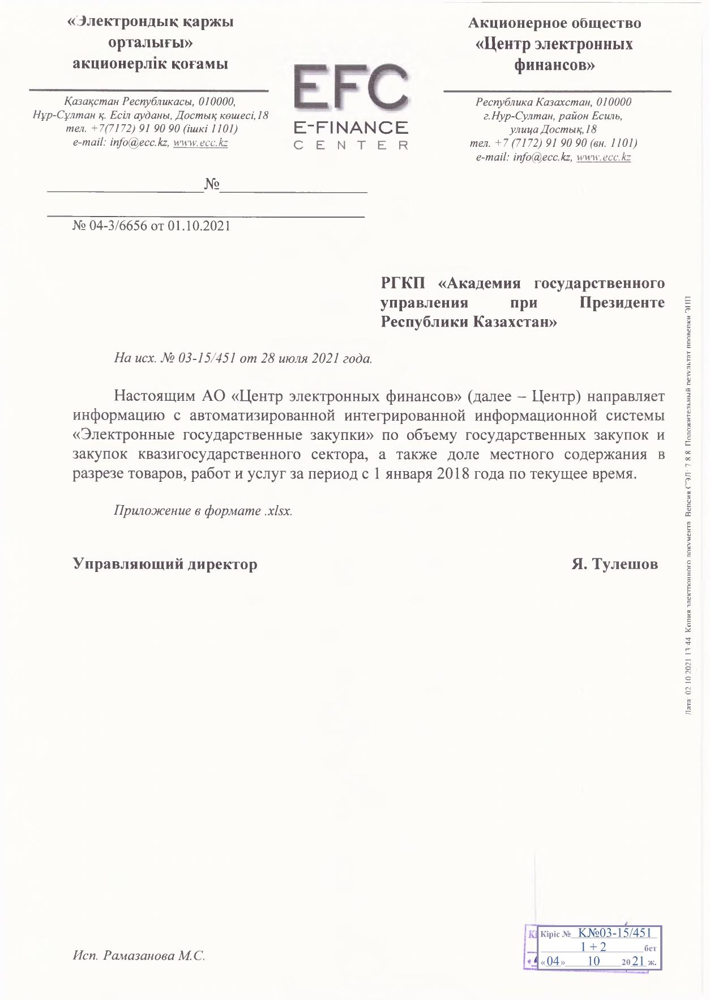 «Электрондық қаржы
орталығы»
акционерлік қоғамы
Қазақстан Республикасы, 010000,
Нұр-Сұлтан қ. Есіл ауданы, Достық көшесі,18
тел. +7(7172) 91 90 90 (ішкі 1101)
e-mail: info@ecc.kz, www.ecc.kz
EFC
E-FINANCE
CENTER
Акционерное общество
«Центр электронных
финансов»
Республика Казахстан, 010000
г.Нур-Султан, район Есиль,
улица Достық,18
тел. +7 (7172) 91 90 90 (вн. 1101)
e-mail: info@ecc.kz, www.ecc.kz
№
№ 04-3/6656 от 01.10.2021
РГКП «Академия государственного
управления при Президенте
Республики Казахстан»
На исх. № 03-15/451 от 28 июля 2021 года.
Настоящим АО «Центр электронных финансов» (далее – Центр) направляет
информацию с автоматизированной интегрированной информационной системы
«Электронные государственные закупки» по объему государственных закупок и
закупок квазигосударственного сектора, а также доле местного содержания в
разрезе товаров, работ и услуг за период с 1 января 2018 года по текущее время.
Приложение в формате .xlsx.
Управляющий директор Я. Тулешов
Дата: 02.10.2021 13:44. Копия электронного документа. Версия СЭД: 7.8.8. Положительный результат проверки ЭЦП
Исп. Рамазанова М.С.
Кіріс № К№03-15/451
1 + 2 бет
«04» 10 2021 ж.